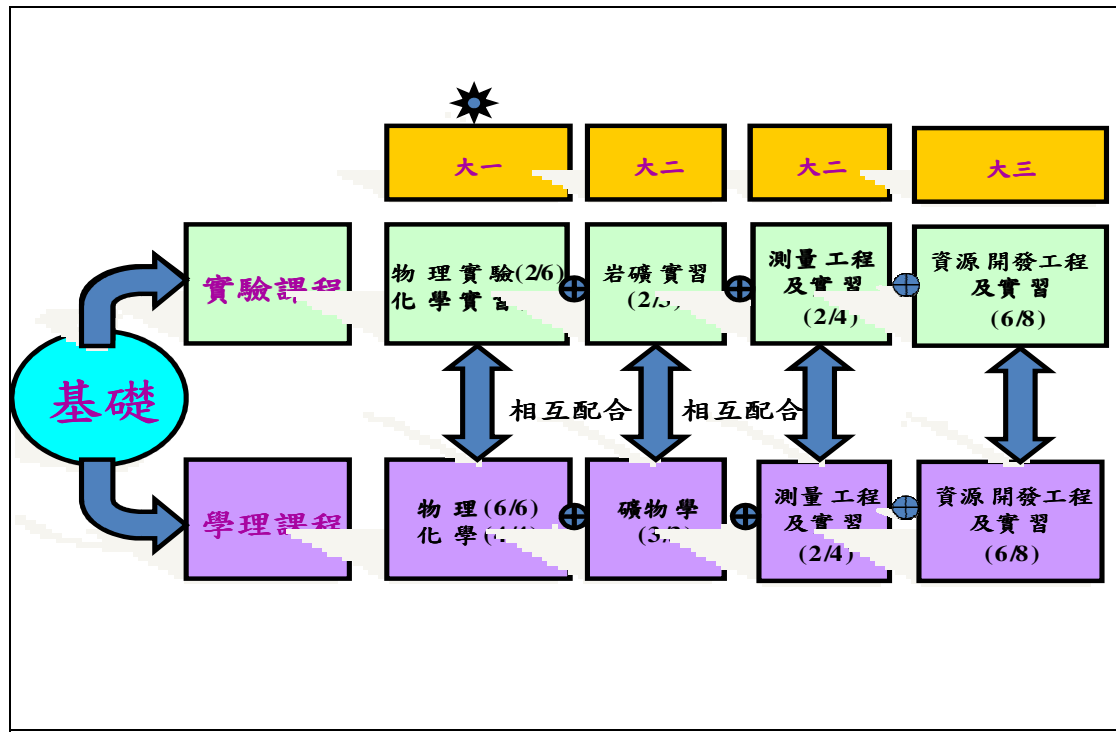 大一
大二
大二
大三
實驗課程
物理實驗(2/6)
化學實習
岩礦實習
測量工程
及實習
(2/4)
資源開發工程
及實習
(6/8)
基礎
相互配合
相互配合
學理課程
物理(6/6)
化學
礦物學
測量工程
及實習
(2/4)
資源開發工程
及實習
(6/8)